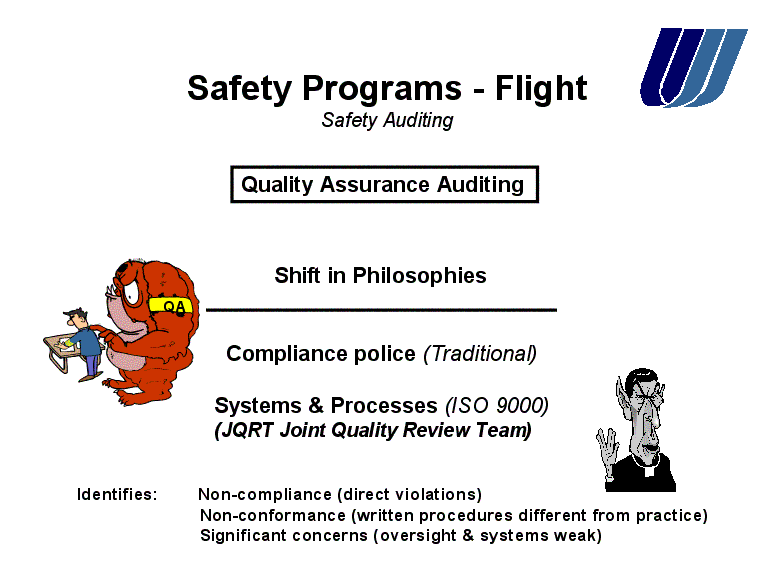 Safety Programs - Flight
Safety Auditing
Quality Assurance Auditing
Shift in Philosophies
QA
Compliance police (Traditional)
Systems & Processes (ISO 9000)
(JQRT Joint Quality Review Team)
Identifies: Non-compliance (direct violations)
Non-conformance (written procedures different from practice)
Significant concerns (oversight & systems weak)